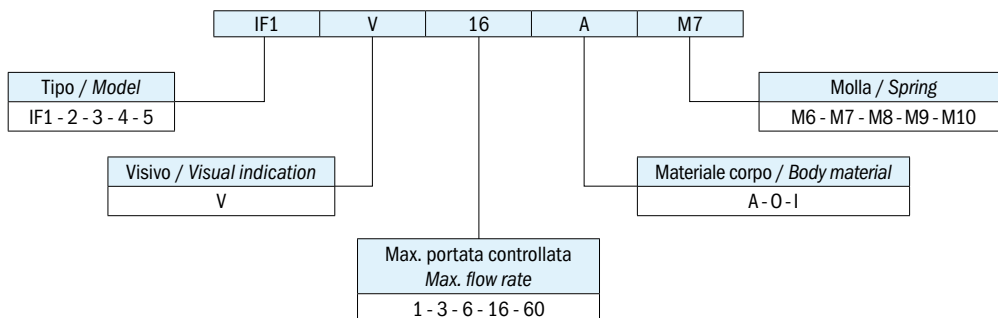 IF1 V 16 A M7
Tipo / Model
IF1 - 2 - 3 - 4 - 5
Molla / Spring
M6 - M7 - M8 - M9 - M10
Visivo / Visual indication
V
Materiale corpo / Body material
A - O - I
Max. portata controllata
Max. flow rate
1 - 3 - 6 - 16 - 60